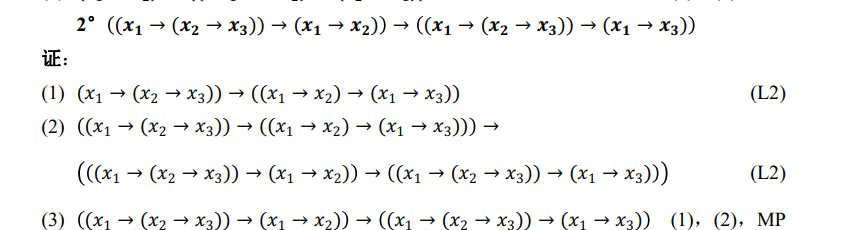 2° ((x₁ → (x₂ → x₃)) → (x₁ → x₂)) → ((x₁ → (x₂ → x₃)) → (x₁ → x₃))
证：
(1) (x₁ → (x₂ → x₃)) → ((x₁ → x₂) → (x₁ → x₃)) (L2)
(2) ((x₁ → (x₂ → x₃)) → ((x₁ → x₂) → (x₁ → x₃))) →
(((x₁ → (x₂ → x₃)) → (x₁ → x₂)) → ((x₁ → (x₂ → x₃)) → (x₁ → x₃))) (L2)
(3) ((x₁ → (x₂ → x₃)) → (x₁ → x₂)) → ((x₁ → (x₂ → x₃)) → (x₁ → x₃)) (1)，(2)，MP